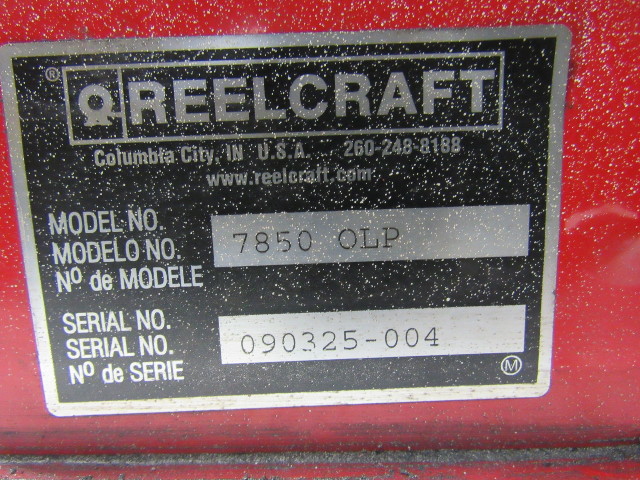 ® REELCRAFT
Columbia City, IN U.S.A. 260-248-8188
www.reelcraft.com
MODEL NO.
MODELO NO. 7850 OLP
Nº de MODELE
SERIAL NO.
SERIAL NO. 090325-004
Nº de SERIE
M